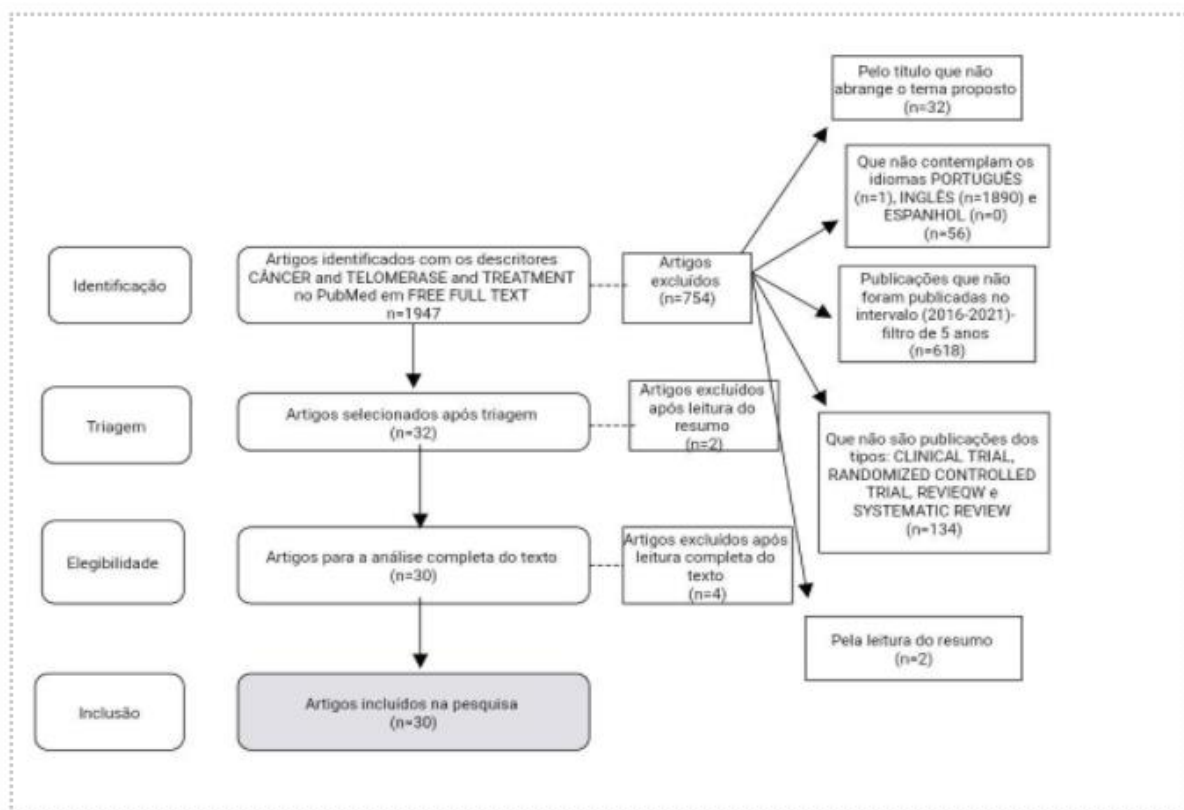 Identificação
Artigos identificados com os descritores
CÂNCER and TELOMERASE and TREATMENT
no PubMed em FREE FULL TEXT
n=1947
Artigos
excluídos
(n=754)
Pelo título que não
abrange o tema proposto
(n=32)
Que não contemplam os
idiomas PORTUGUÊS
(n=1), INGLÊS (n=1890) e
ESPANHOL (n=0)
(n=56)
Publicações que não
foram publicadas no
intervalo (2016-2021)-
filtro de 5 anos
(n=618)
Que não são publicações dos
tipos: CLINICAL TRIAL,
RANDOMIZED CONTROLLED
TRIAL, REVIEQW e
SYSTEMATIC REVIEW
(n=134)
Pela leitura do resumo
(n=2)
Triagem
Artigos selecionados após triagem
(n=32)
Artigos excluídos
após leitura do
resumo
(n=2)
Elegibilidade
Artigos para a análise completa do texto
(n=30)
Artigos excluídos após
leitura completa do
texto
(n=4)
Inclusão
Artigos incluídos na pesquisa
(n=30)